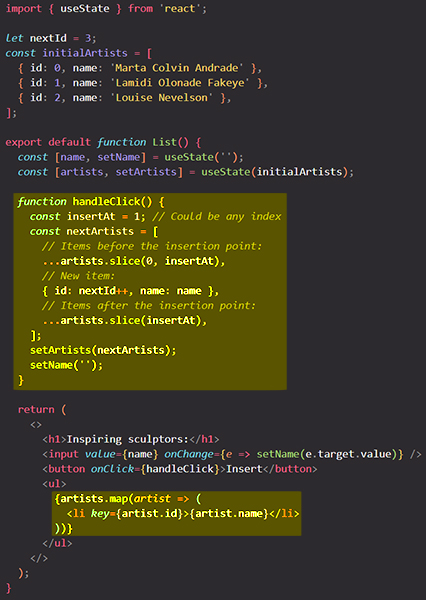 import { useState } from 'react';
let nextId = 3;
const initialArtists = [
{ id: 0, name: 'Marta Colvin Andrade' },
{ id: 1, name: 'Lamidi Olonade Fakeye' },
{ id: 2, name: 'Louise Nevelson' },
];
export default function List() {
const [name, setName] = useState('');
const [artists, setArtists] = useState(initialArtists);
function handleClick() {
const insertAt = 1; // Could be any index
const nextArtists = [
// Items before the insertion point:
...artists.slice(0, insertAt),
// New item:
{ id: nextId++, name: name },
// Items after the insertion point:
...artists.slice(insertAt),
];
setArtists(nextArtists);
setName('');
}
return (
<>
<h1>Inspiring sculptors:</h1>
<input value={name} onChange={e => setName(e.target.value)} />
<button onClick={handleClick}>Insert</button>
<ul>
{artists.map(artist => (
<li key={artist.id}>{artist.name}</li>
))}
</ul>
</>
);
}